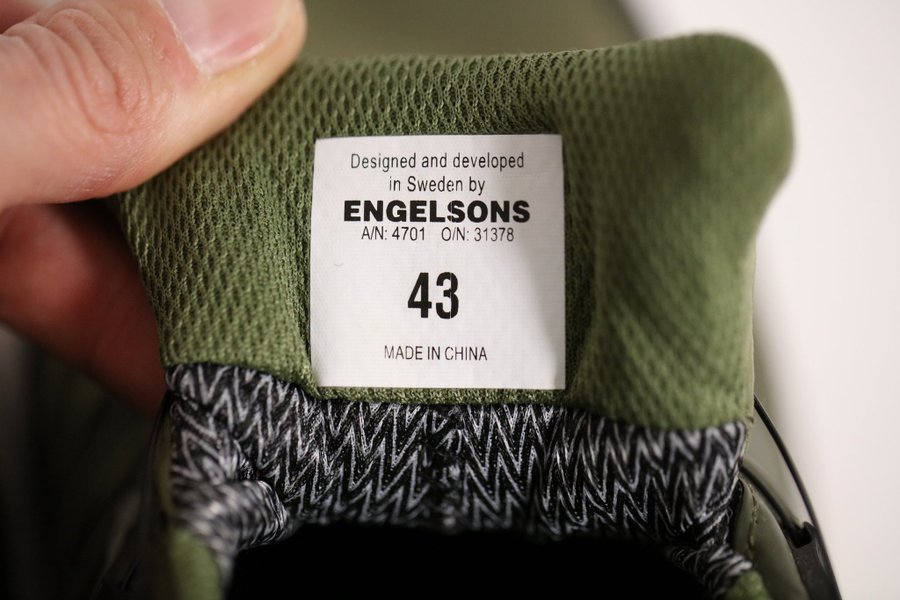 Designed and developed
in Sweden by
ENGELSONS
A/N: 4701 O/N: 31378
43
MADE IN CHINA